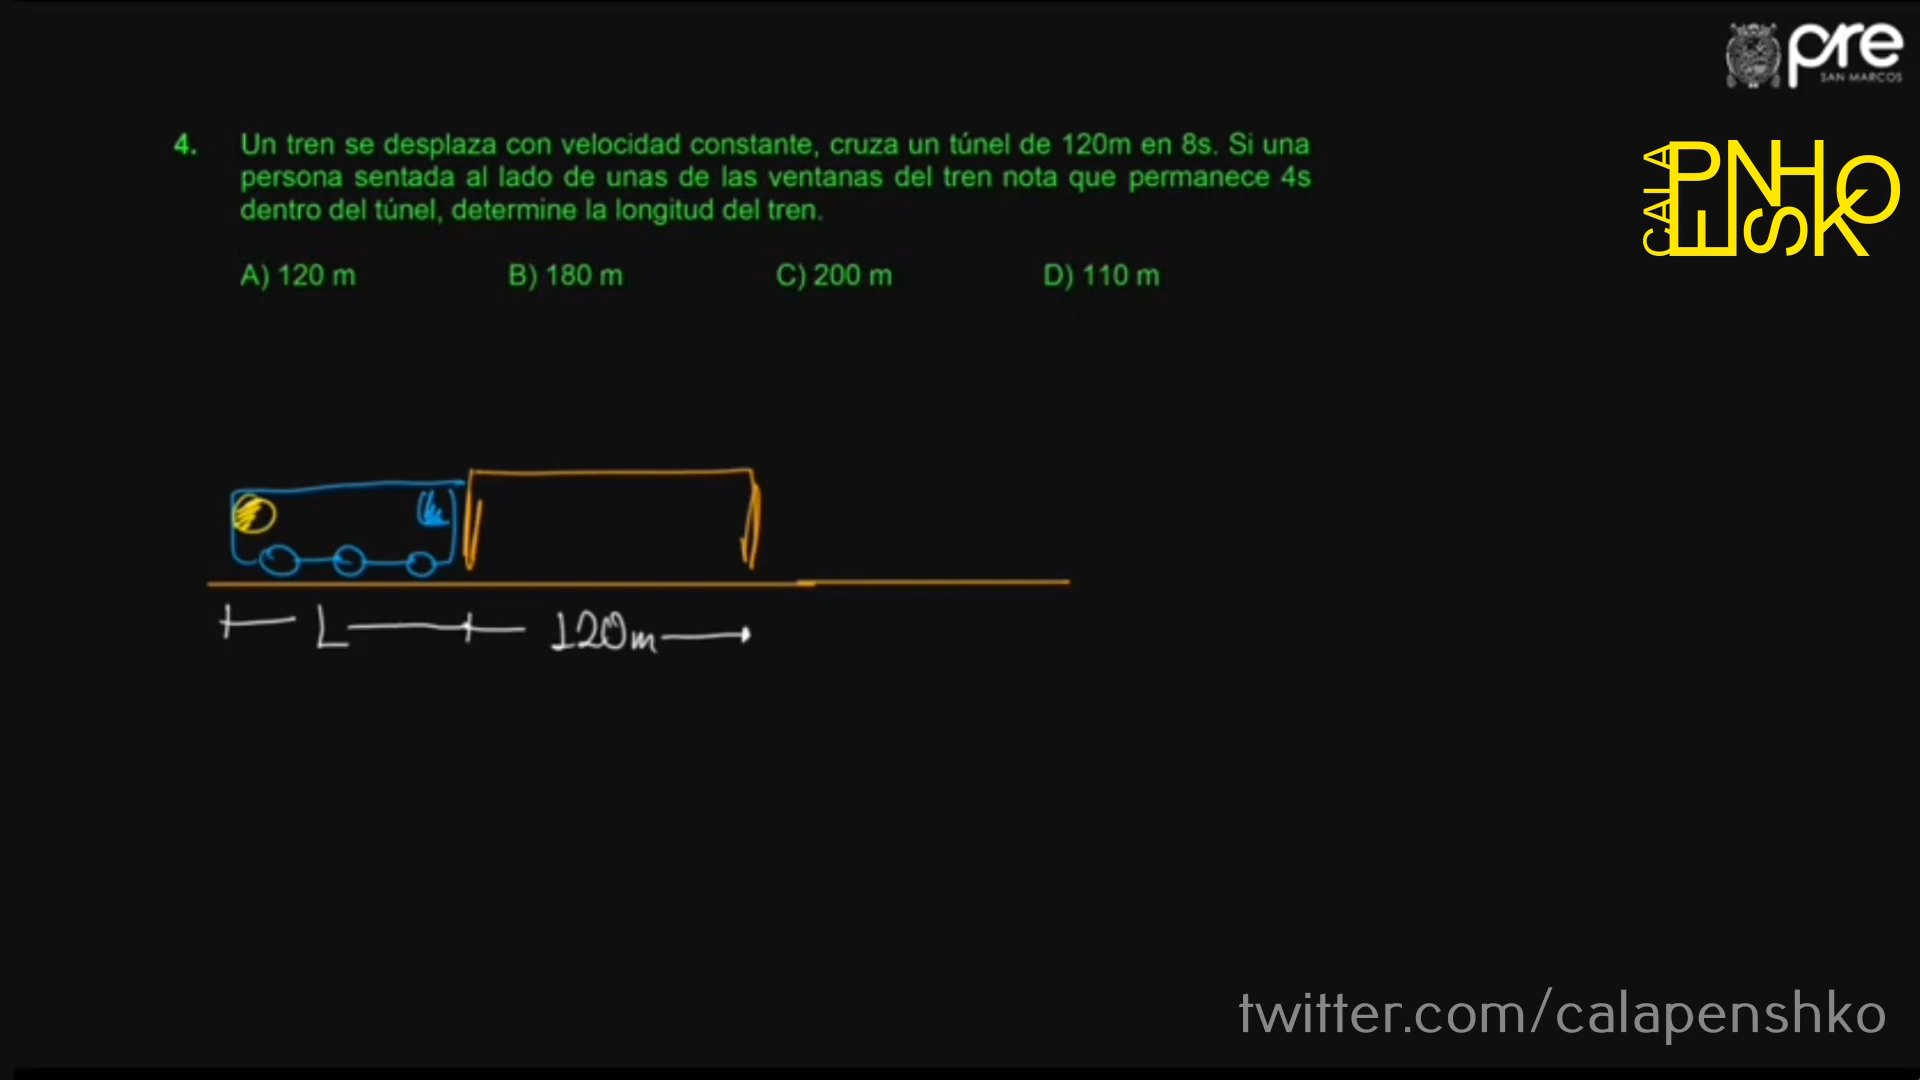 pre
SAN MARCOS
CALA
PENSHKO
4. Un tren se desplaza con velocidad constante, cruza un túnel de 120m en 8s. Si una
persona sentada al lado de unas de las ventanas del tren nota que permanece 4s
dentro del túnel, determine la longitud del tren.
A) 120 m B) 180 m C) 200 m D) 110 m
L 120m
twitter.com/calapenshko